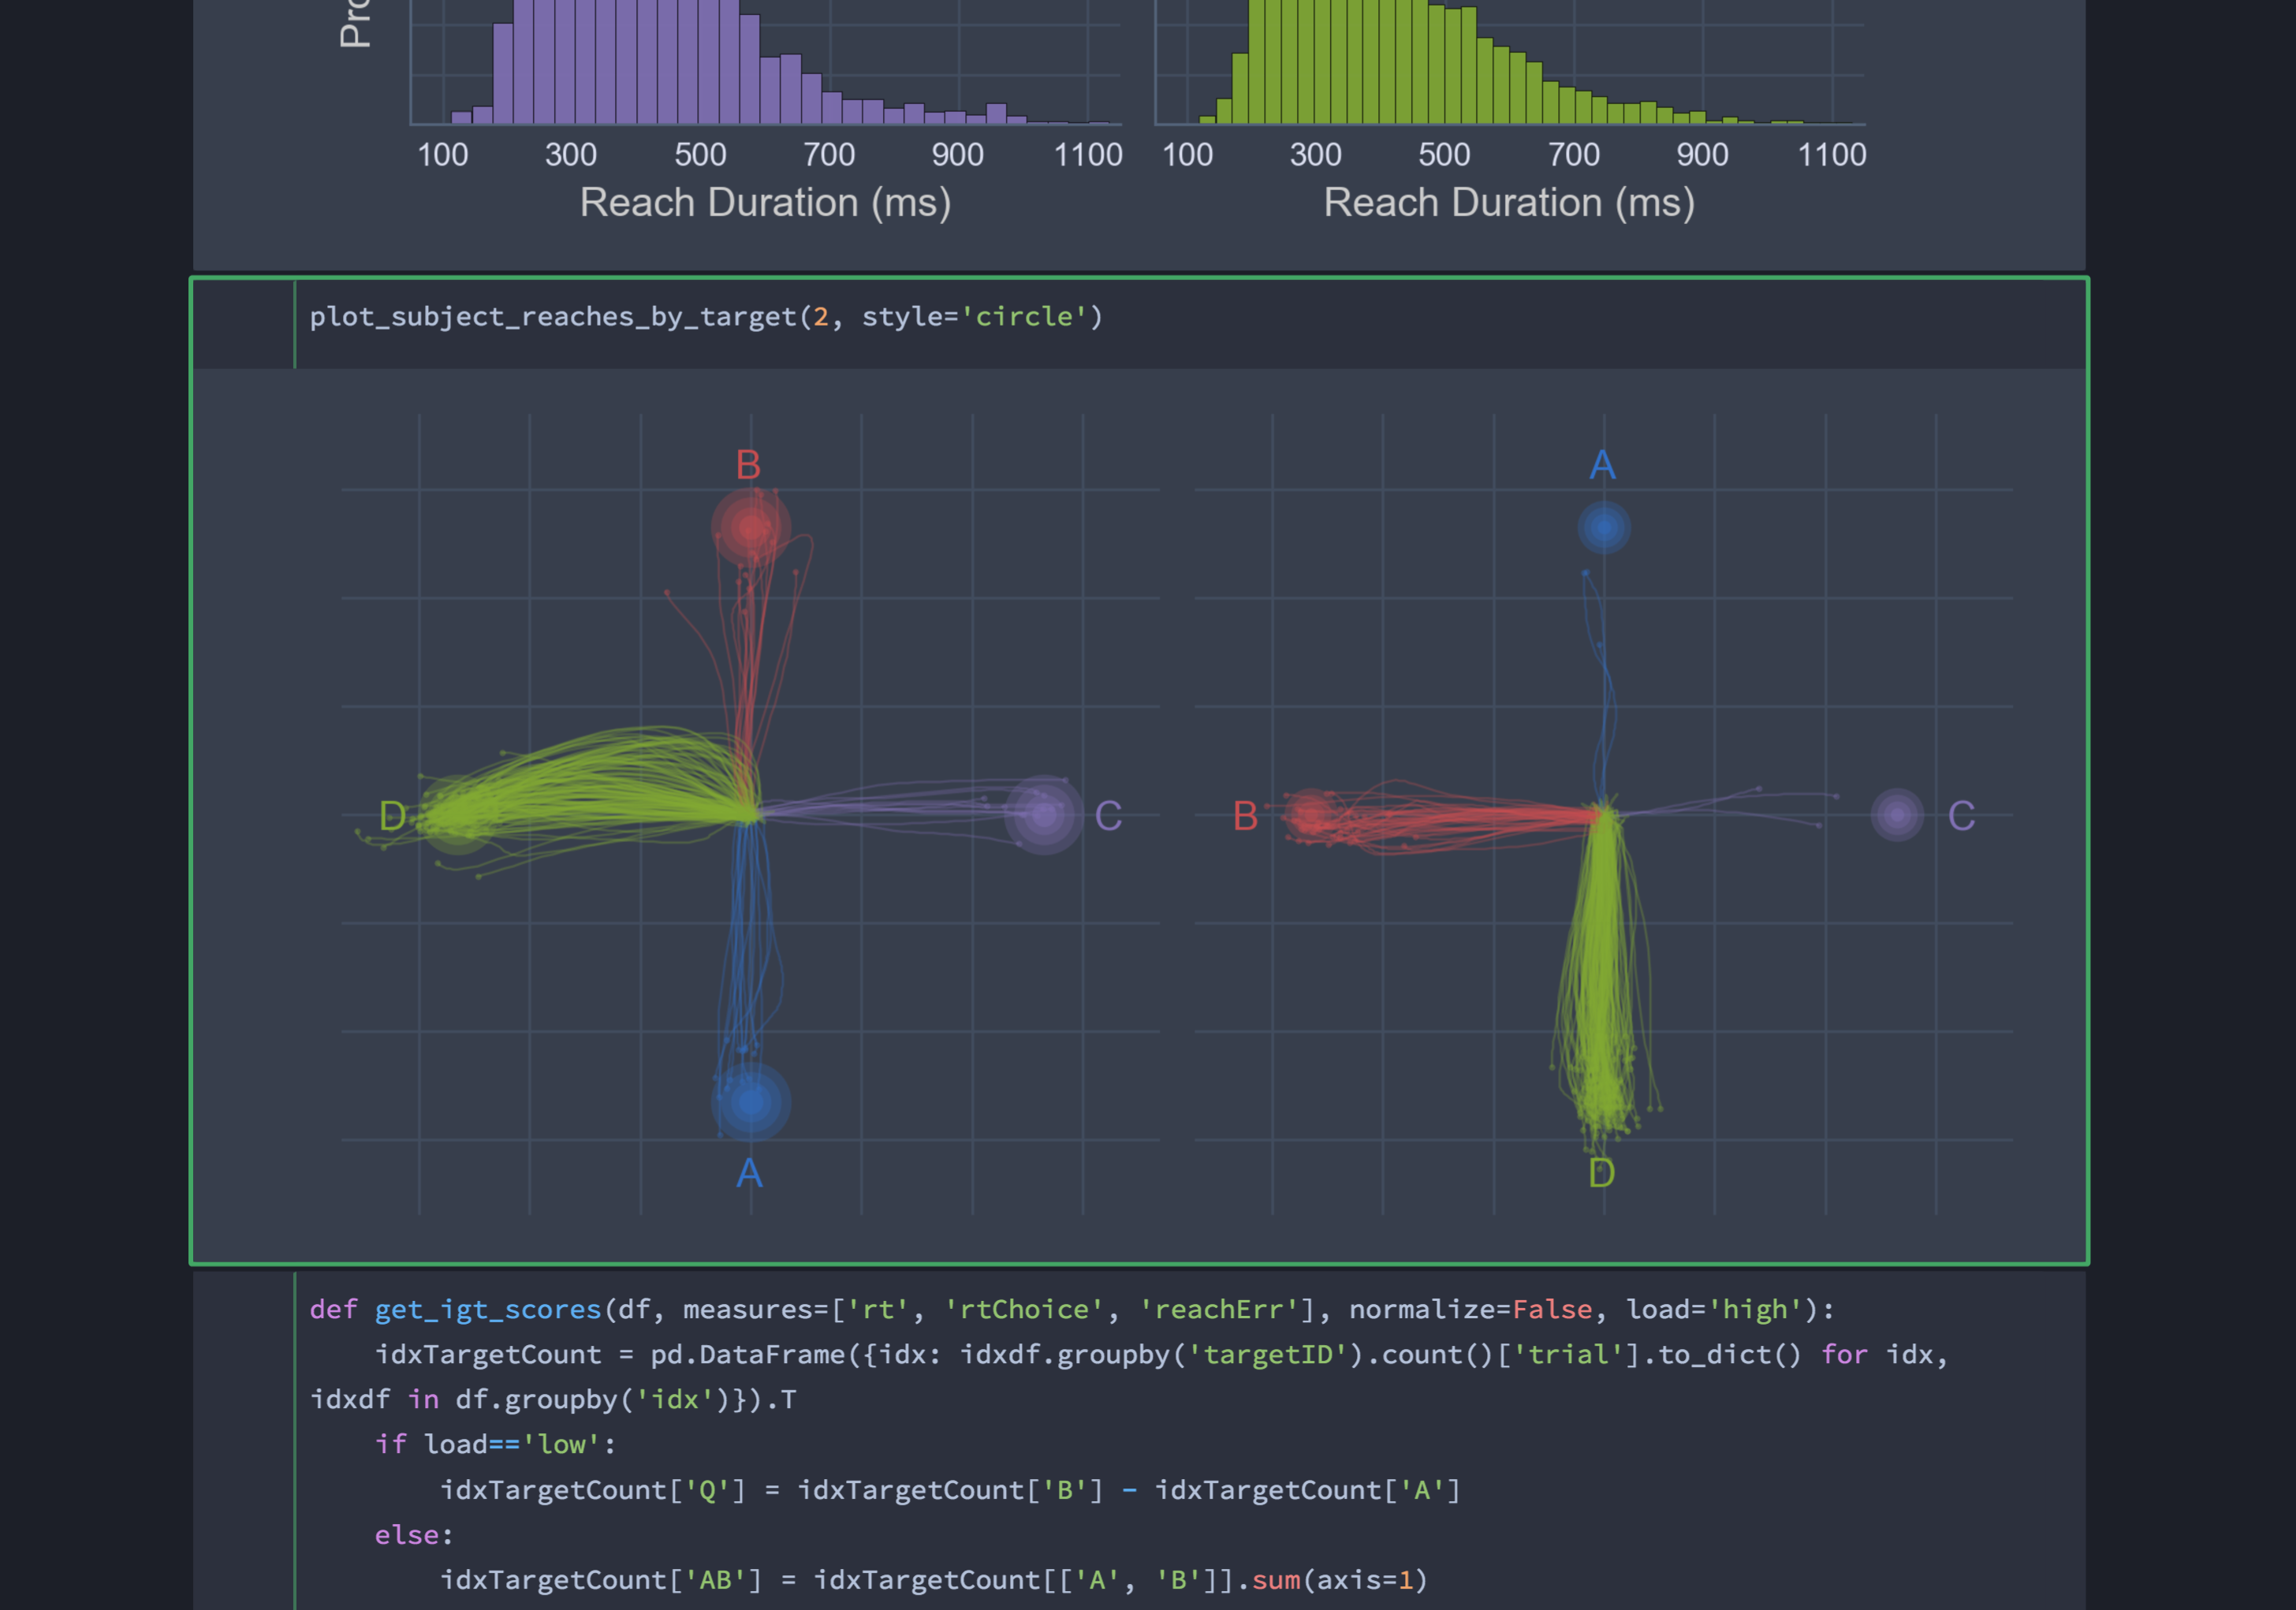 100 300 500 700 900 1100 100 300 500 700 900 1100
Reach Duration (ms) Reach Duration (ms)
plot_subject_reaches_by_target(2, style='circle')
B A
D C B C
A D
def get_igt_scores(df, measures=['rt', 'rtChoice', 'reachErr'], normalize=False, load='high'):
idxTargetCount = pd.DataFrame({idx: idxdf.groupby('targetID').count()['trial'].to_dict() for idx,
idxdf in df.groupby('idx')}).T
if load=='low':
idxTargetCount['Q'] = idxTargetCount['B'] - idxTargetCount['A']
else:
idxTargetCount['AB'] = idxTargetCount[['A', 'B']].sum(axis=1)